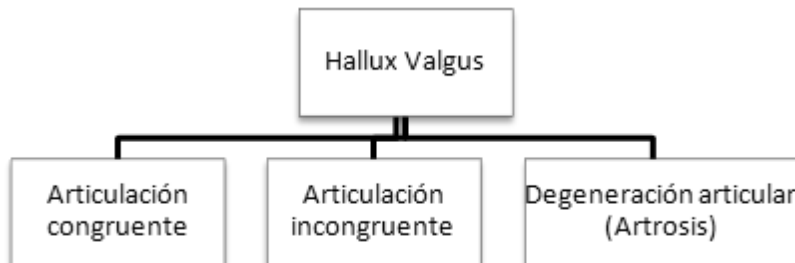 Hallux Valgus
Articulación
congruente
Articulación
incongruente
Degeneración articular
(Artrosis)